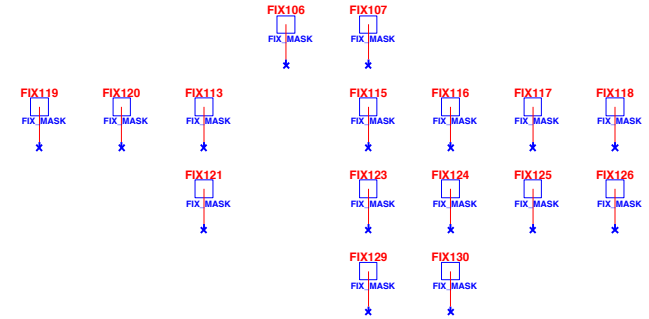 FIX106 FIX107
FIX_MASK FIX_MASK
FIX119 FIX120 FIX113 FIX115 FIX116 FIX117 FIX118
FIX_MASK FIX_MASK FIX_MASK FIX_MASK FIX_MASK FIX_MASK FIX_MASK
FIX121 FIX123 FIX124 FIX125 FIX126
FIX_MASK FIX_MASK FIX_MASK FIX_MASK FIX_MASK
FIX129 FIX130
FIX_MASK FIX_MASK